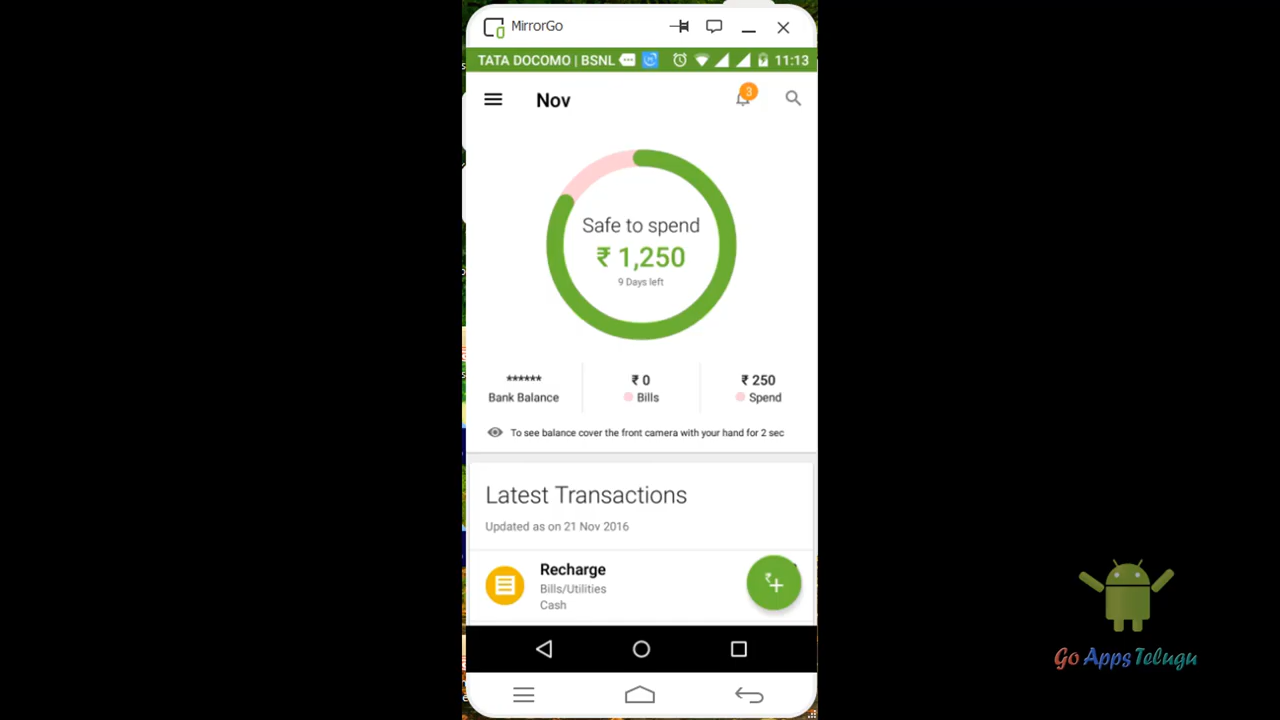 MirrorGo
TATA DOCOMO | BSNL 11:13
Nov
3
Safe to spend
₹ 1,250
9 Days left
****** ₹ 0 ₹ 250
Bank Balance Bills Spend
To see balance cover the front camera with your hand for 2 sec
Latest Transactions
Updated as on 21 Nov 2016
Recharge
Bills/Utilities
Cash
₹+
Go Apps Telugu